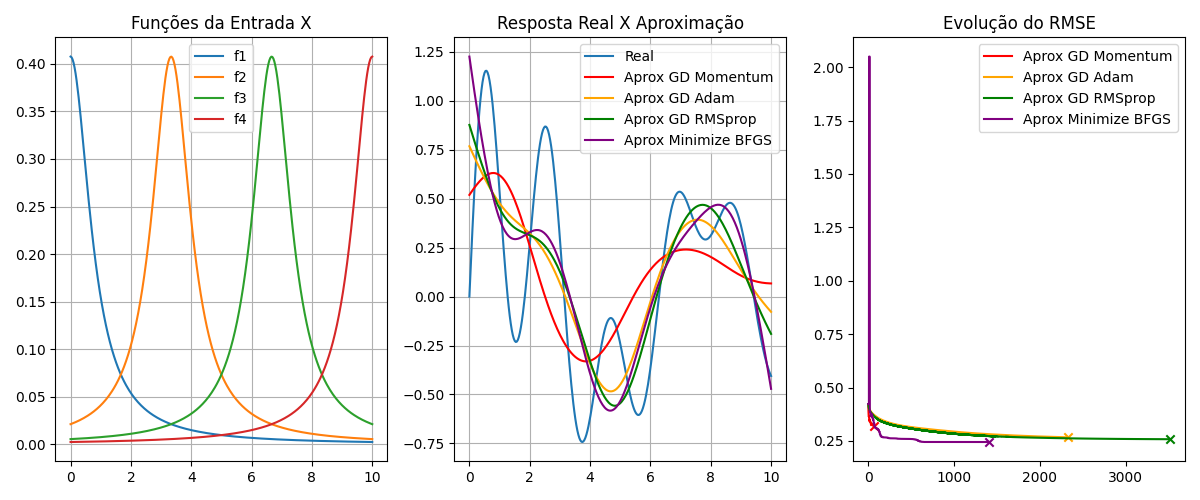 Funções da Entrada X
0.40
0.35
0.30
0.25
0.20
0.15
0.10
0.05
0.00
0 2 4 6 8 10
f1
f2
f3
f4
Resposta Real X Aproximação
1.25
1.00
0.75
0.50
0.25
0.00
−0.25
−0.50
−0.75
0 2 4 6 8 10
Real
Aprox GD Momentum
Aprox GD Adam
Aprox GD RMSprop
Aprox Minimize BFGS
Evolução do RMSE
2.00
1.75
1.50
1.25
1.00
0.75
0.50
0.25
0 1000 2000 3000
Aprox GD Momentum
Aprox GD Adam
Aprox GD RMSprop
Aprox Minimize BFGS